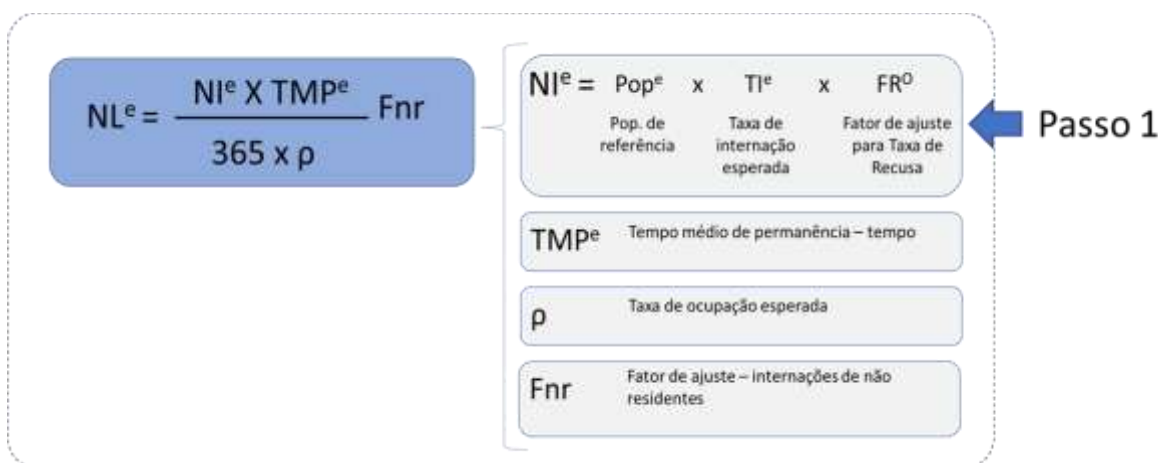 NLᵉ = NIᵉ X TMPᵉ Fnr
365 x ρ
NIᵉ = Popᵉ x TIᵉ x FRᴼ
Pop. de referência
Taxa de internação esperada
Fator de ajuste para Taxa de Recusa
Passo 1
TMPᵉ Tempo médio de permanência – tempo
ρ Taxa de ocupação esperada
Fnr Fator de ajuste – internações de não
residentes